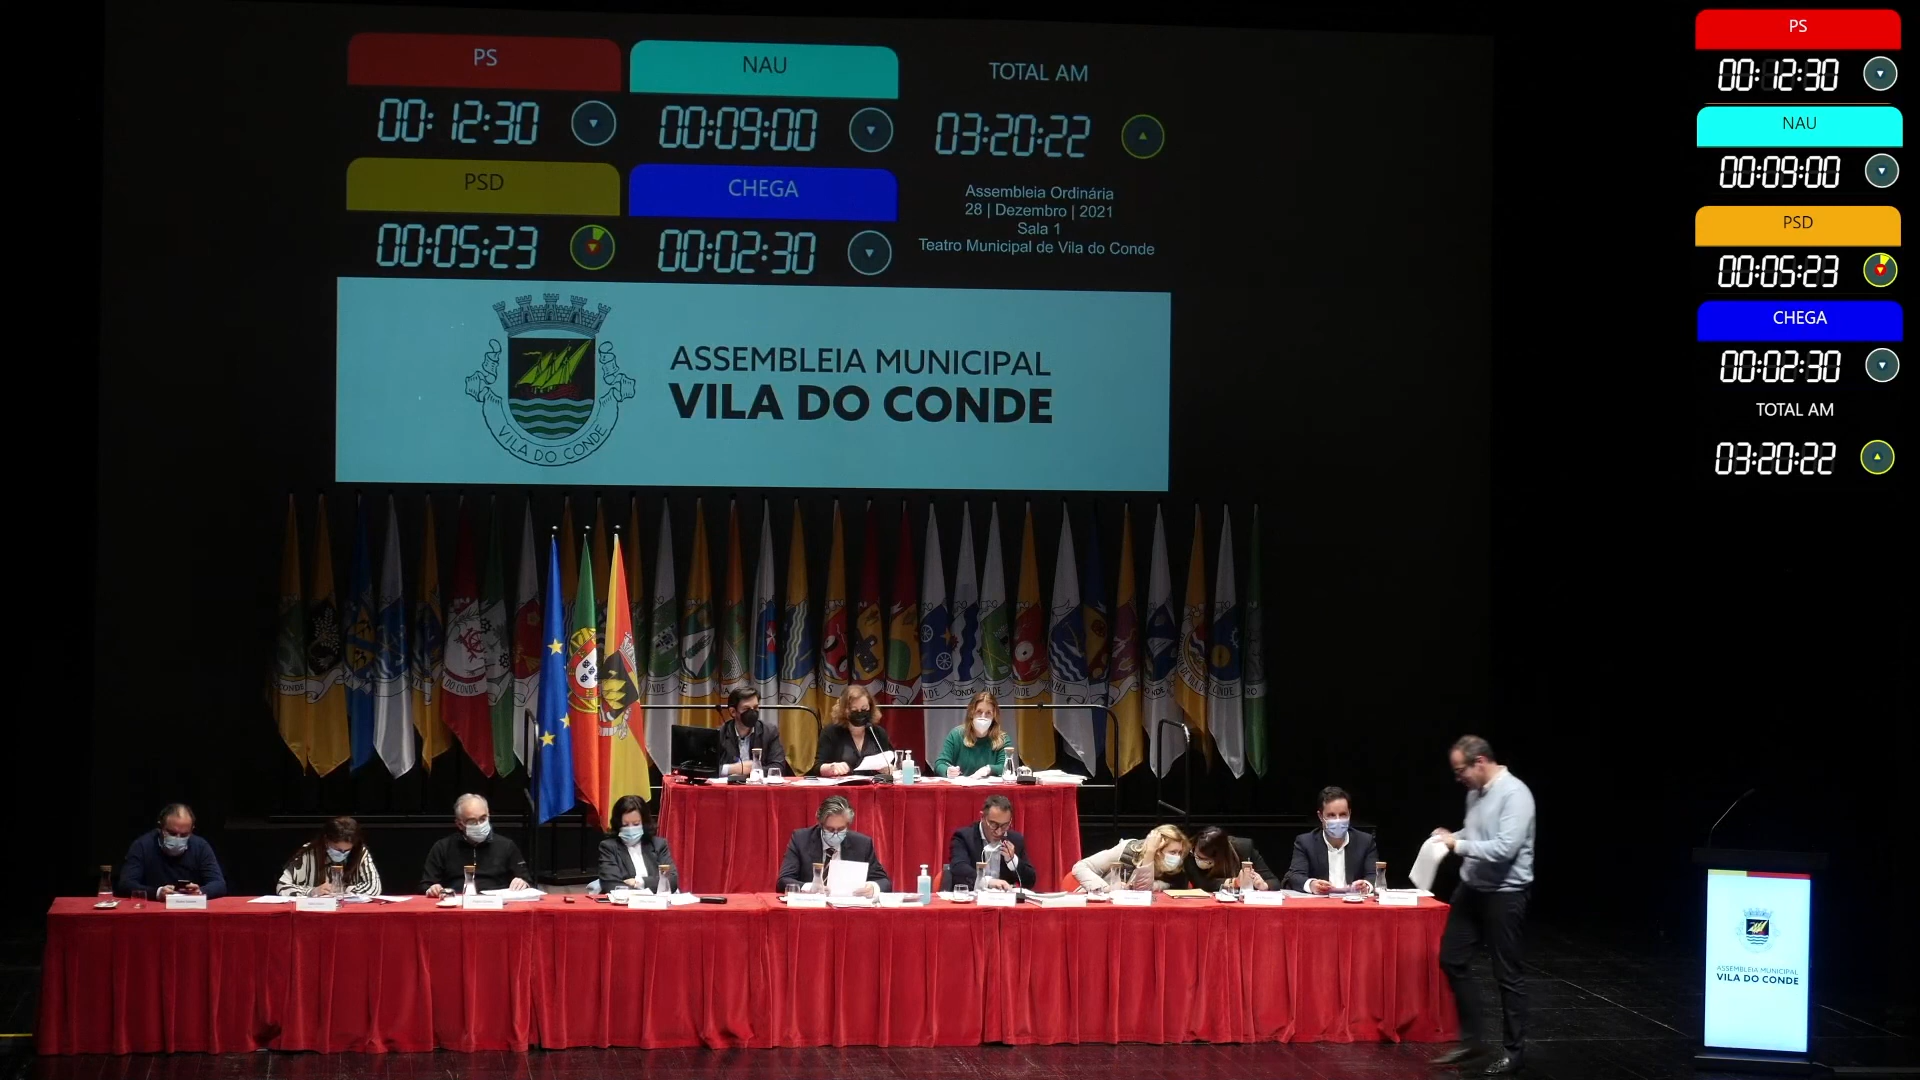 PS
00:12:30
NAU
00:09:00
TOTAL AM
03:20:22
PSD
00:05:23
CHEGA
00:02:30
Assembleia Ordinária
28 | Dezembro | 2021
Sala 1
Teatro Municipal de Vila do Conde
VILA DO CONDE
ASSEMBLEIA MUNICIPAL
VILA DO CONDE
PS
00:12:30
NAU
00:09:00
PSD
00:05:23
CHEGA
00:02:30
TOTAL AM
03:20:22
ASSEMBLEIA MUNICIPAL
VILA DO CONDE